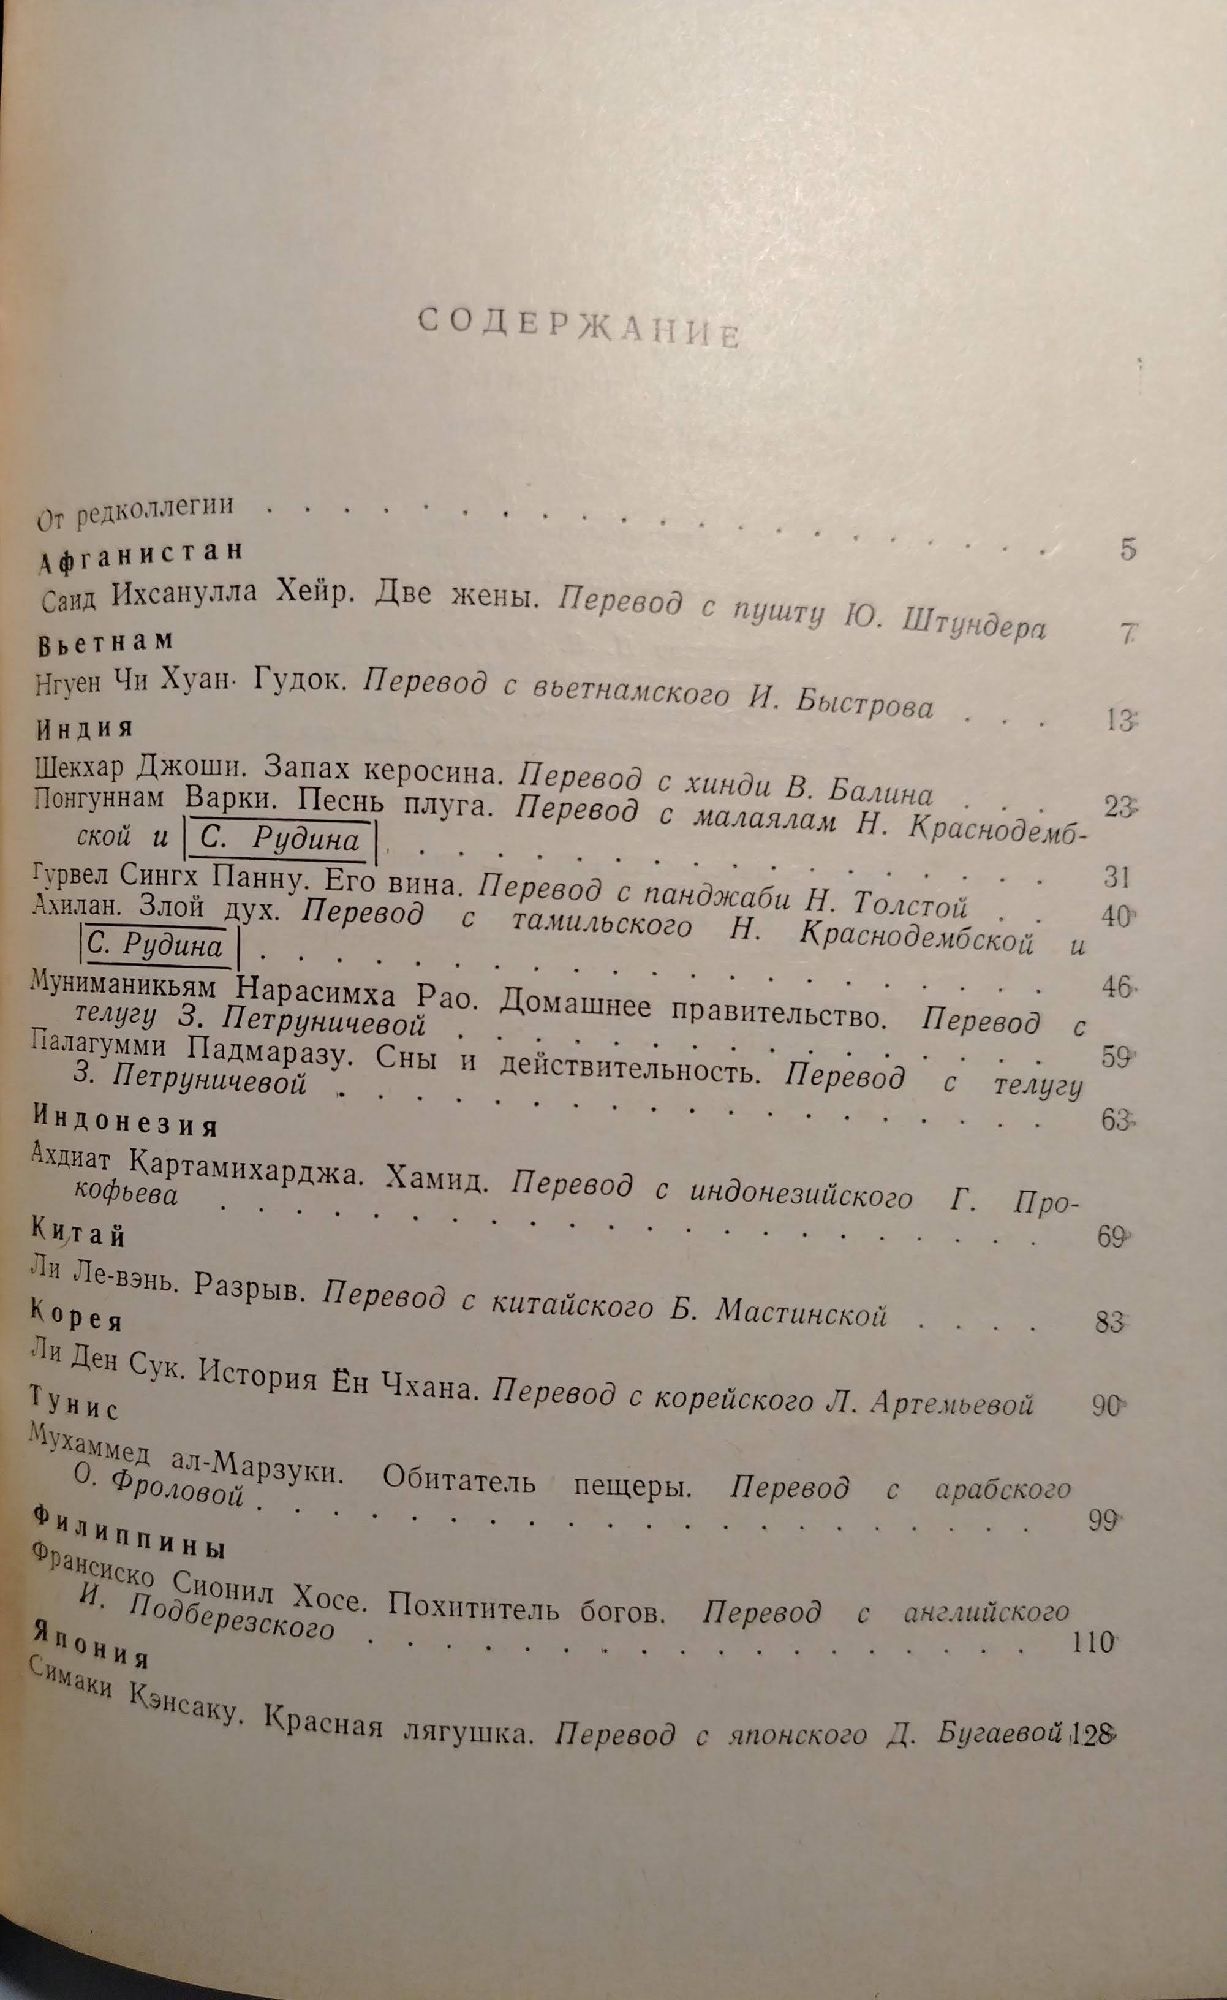 СОДЕРЖАНИЕ
От редколлегии . . . . . . . . . . . . . . . . 5
Афганистан
Саид Ихсанулла Хейр. Две жены. Перевод с пушту Ю. Штундера 7
Вьетнам
Нгуен Чи Хуан. Гудок. Перевод с вьетнамского И. Быстрова . . . 13
Индия
Шекхар Джоши. Запах керосина. Перевод с хинди В. Балина . . . 23
Понгуннам Варки. Песнь плуга. Перевод с малаялам Н. Краснодемб-
ской и С. Рудина . . . . . . . . . . . . . 31
Гурвел Сингх Панну. Его вина. Перевод с панджаби Н. Толстой . . 40
Ахилан. Злой дух. Перевод с тамильского Н. Краснодембской и
С. Рудина . . . . . . . . . . . . . . . . 46
Муниманикьям Нарасимха Рао. Домашнее правительство. Перевод с
телугу З. Петруничевой . . . . . . . . . . . . 59
Палагумми Падмаразу. Сны и действительность. Перевод с телугу
З. Петруничевой . . . . . . . . . . . . . . 63
Индонезия
Ахдиат Картамихарджа. Хамид. Перевод с индонезийского Г. Про-
кофьева . . . . . . . . . . . . . . . . . 69
Китай
Ли Ле-вэнь. Разрыв. Перевод с китайского Б. Мастинской . . . . 83
Корея
Ли Ден Сук. История Ён Чхана. Перевод с корейского Л. Артемьевой 90
Тунис
Мухаммед ал-Марзуки. Обитатель пещеры. Перевод с арабского
О. Фроловой . . . . . . . . . . . . . . . . 99
Филиппины
Франсиско Сионил Хосе. Похититель богов. Перевод с английского
И. Подберезского . . . . . . . . . . . . . . 110
Япония
Симаки Кэнсаку. Красная лягушка. Перевод с японского Д. Бугаевой 128